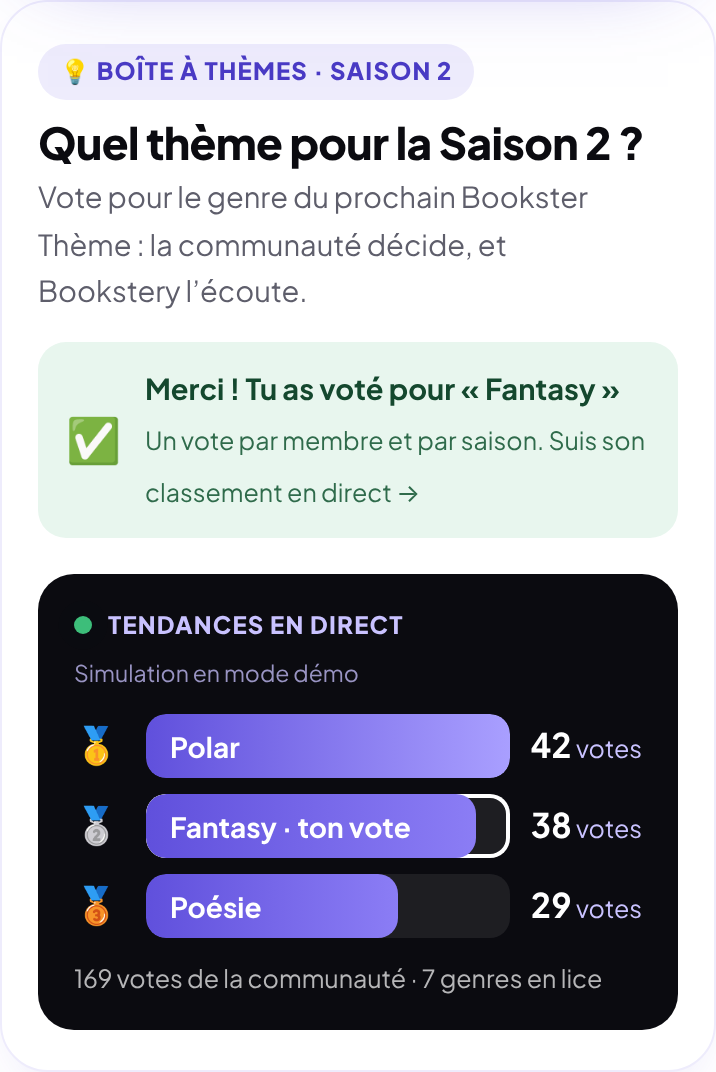 💡 BOÎTE À THÈMES · SAISON 2
Quel thème pour la Saison 2 ?
Vote pour le genre du prochain Bookster
Thème : la communauté décide, et
Bookstery l’écoute.
✅ Merci ! Tu as voté pour « Fantasy »
Un vote par membre et par saison. Suis son
classement en direct →
TENDANCES EN DIRECT
Simulation en mode démo
🥇 Polar 42 votes
🥈 Fantasy · ton vote 38 votes
🥉 Poésie 29 votes
169 votes de la communauté · 7 genres en lice